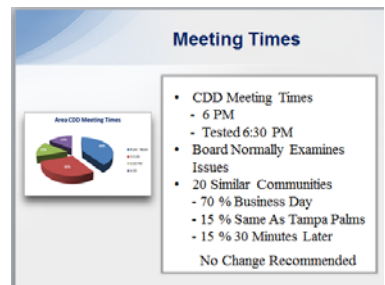 Meeting Times
Area CDD Meeting Times
• CDD Meeting Times
- 6 PM
- Tested 6:30 PM
• Board Normally Examines
Issues
• 20 Similar Communities
- 70 % Business Day
- 15 % Same As Tampa Palms
- 15 % 30 Minutes Later
No Change Recommended